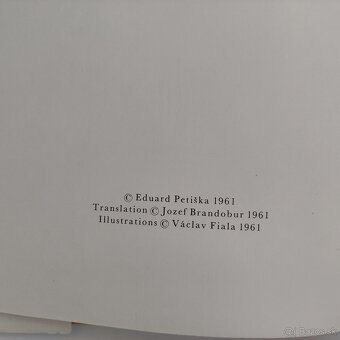 © Eduard Petiška 1961
Translation © Jozef Brandobur 1961
Illustrations © Václav Fiala 1961